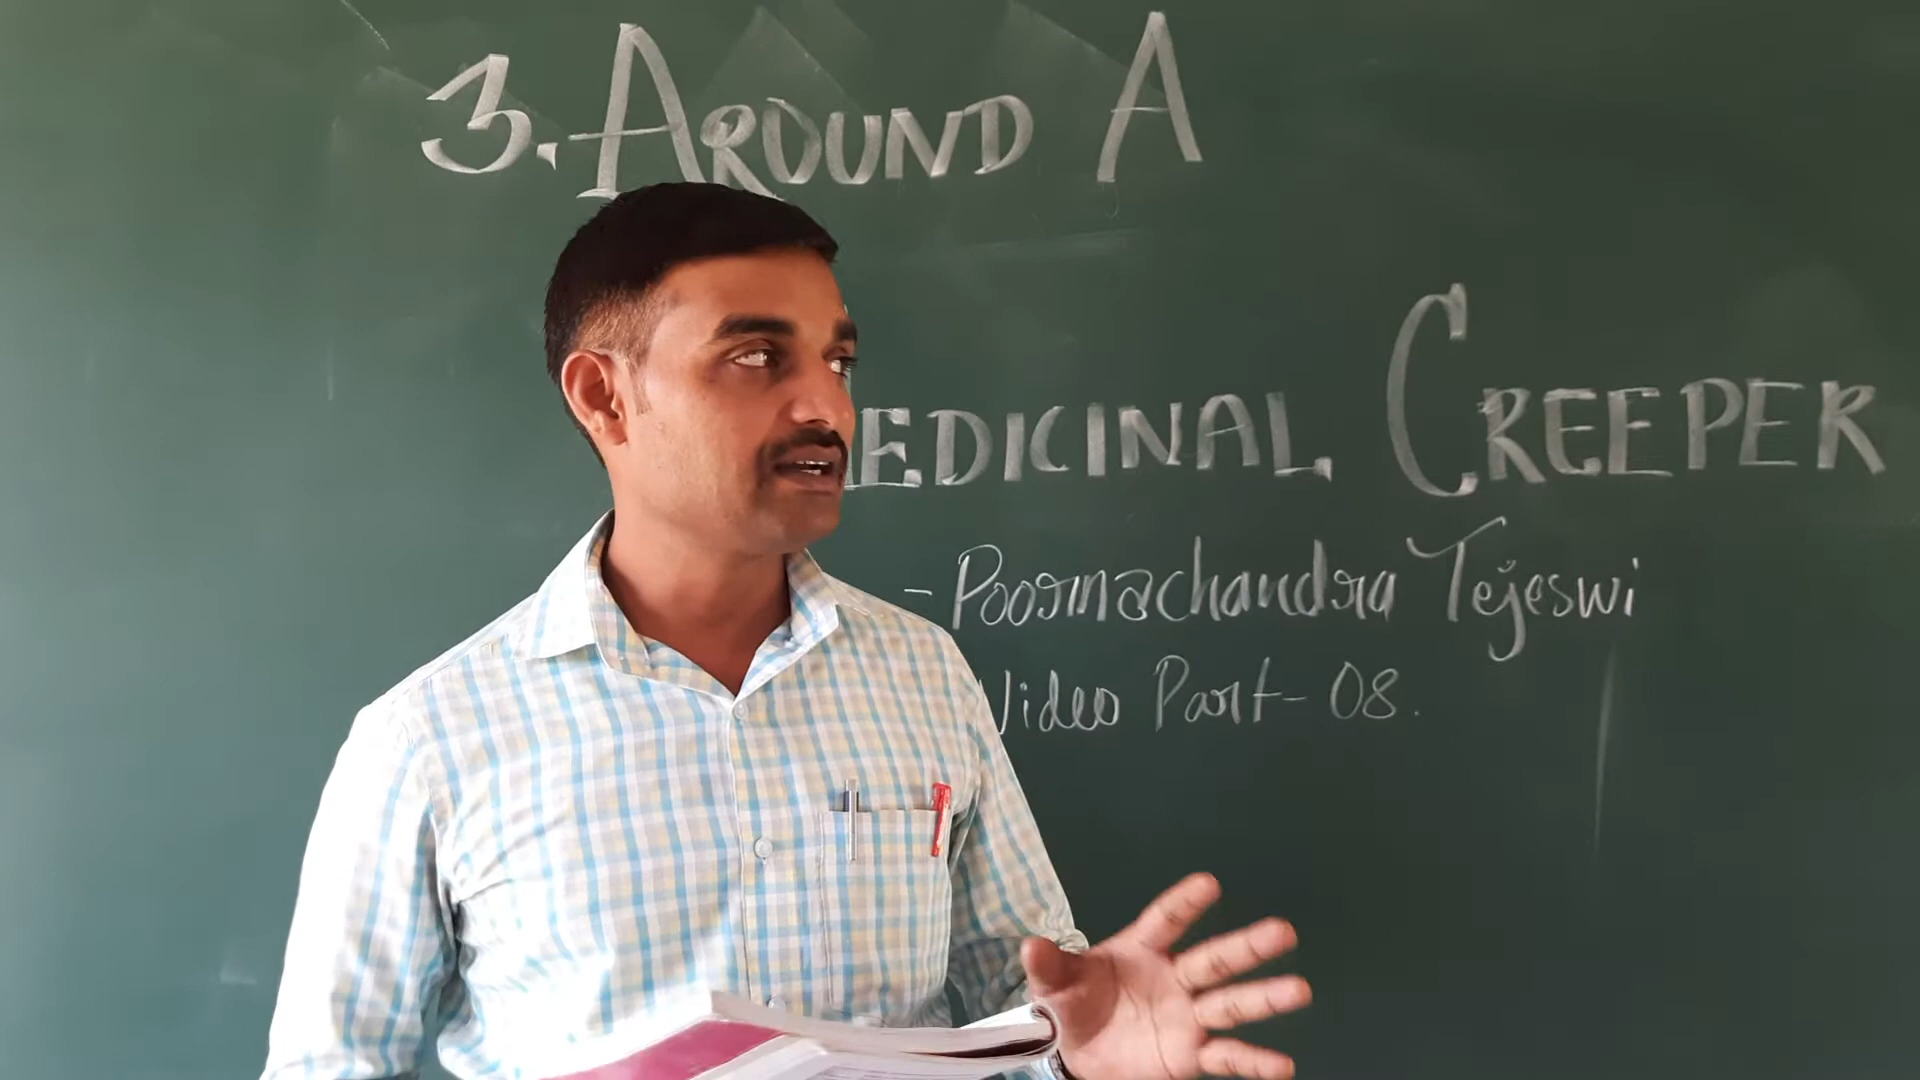 3. AROUND A
EDICINAL CREEPER
- Poornachandra Tejeswi
Video Part - 08.